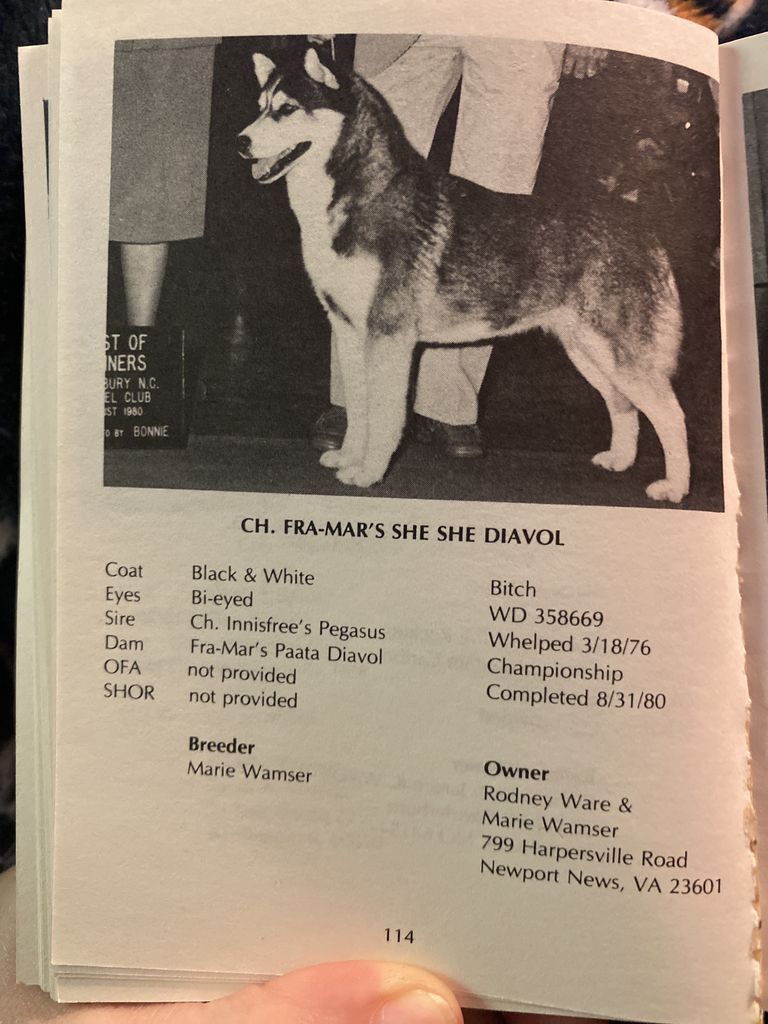 ST OF
NERS
BURY N.C.
EL CLUB
ST 1980
BY BONNIE
CH. FRA-MAR'S SHE SHE DIAVOL
Coat Black & White
Eyes Bi-eyed
Sire Ch. Innisfree's Pegasus
Dam Fra-Mar's Paata Diavol
OFA not provided
SHOR not provided
Bitch
WD 358669
Whelped 3/18/76
Championship
Completed 8/31/80
Breeder
Marie Wamser
Owner
Rodney Ware &
Marie Wamser
799 Harpersville Road
Newport News, VA 23601
114